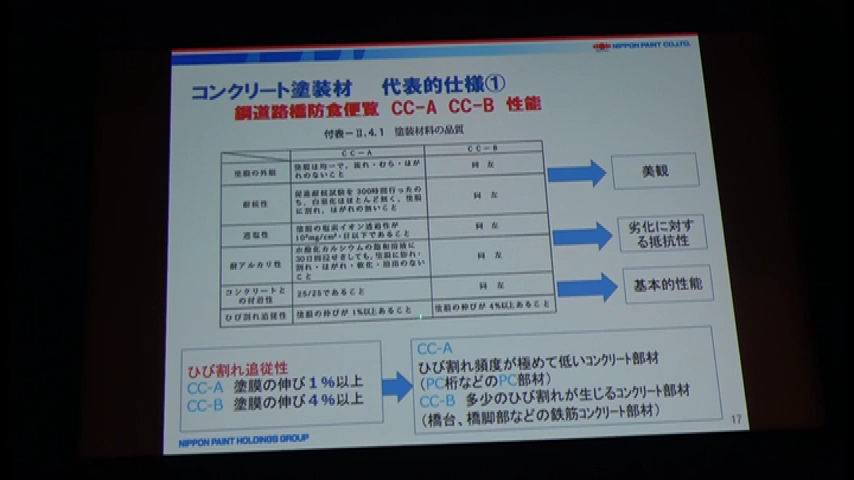 NIPPON PAINT CO.,LTD.
コンクリート塗装材 代表的仕様①
鋼道路橋防食便覧 CC-A CC-B 性能
付表-Ⅱ.4.1 塗装材料の品質
CC-A CC-B
塗膜の外観 塗膜は均一で、流れ・むら・はが 同左
れのないこと
美観
耐候性 促進耐候試験を300時間行ったの 同左
ち、白亜化はほとんど無く、塗膜
に割れ、はがれの無いこと
遮塩性 塗膜の塩素イオン透過性が 同左
mg/cm²・日以下であること
劣化に対す
る抵抗性
耐アルカリ性 水酸化カルシウムの飽和溶液に 同左
30日間浸せきしても、塗膜に膨れ・
割れ・はがれ・軟化・溶出のない
こと
コンクリートと 25/25であること 同左
の付着性
基本的性能
ひび割れ追従性 塗膜の伸びが1%以上あること 塗膜の伸びが4%以上あること
ひび割れ追従性
CC-A 塗膜の伸び1%以上
CC-B 塗膜の伸び4%以上
CC-A
ひび割れ頻度が極めて低いコンクリート部材
(PC桁などのPC部材)
CC-B 多少のひび割れが生じるコンクリート部材
(橋台、橋脚部などの鉄筋コンクリート部材)
NIPPON PAINT HOLDINGS GROUP
17